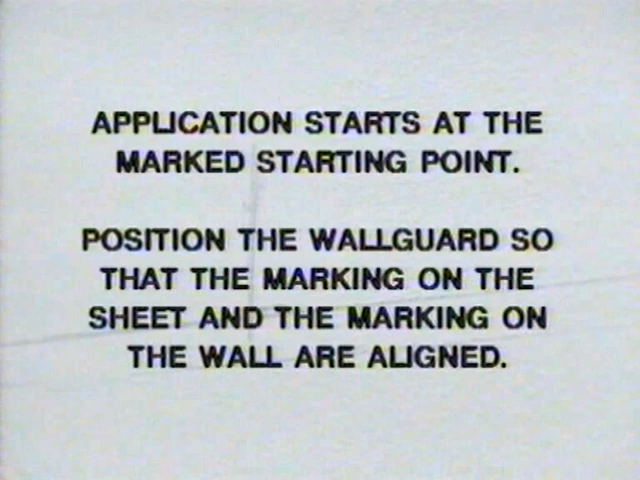 APPLICATION STARTS AT THE
MARKED STARTING POINT.
POSITION THE WALLGUARD SO
THAT THE MARKING ON THE
SHEET AND THE MARKING ON
THE WALL ARE ALIGNED.